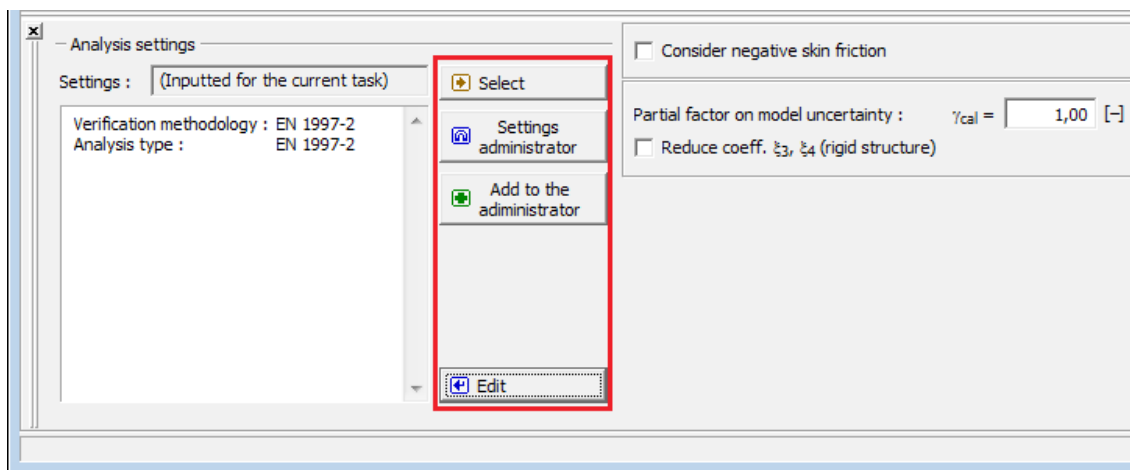 Analysis settings
Settings : (Inputted for the current task)
Verification methodology : EN 1997-2
Analysis type : EN 1997-2
Select
Settings
administrator
Add to the
adiministrator
Edit
Consider negative skin friction
Partial factor on model uncertainty : γcal = 1,00 [–]
Reduce coeff. ξ3, ξ4 (rigid structure)